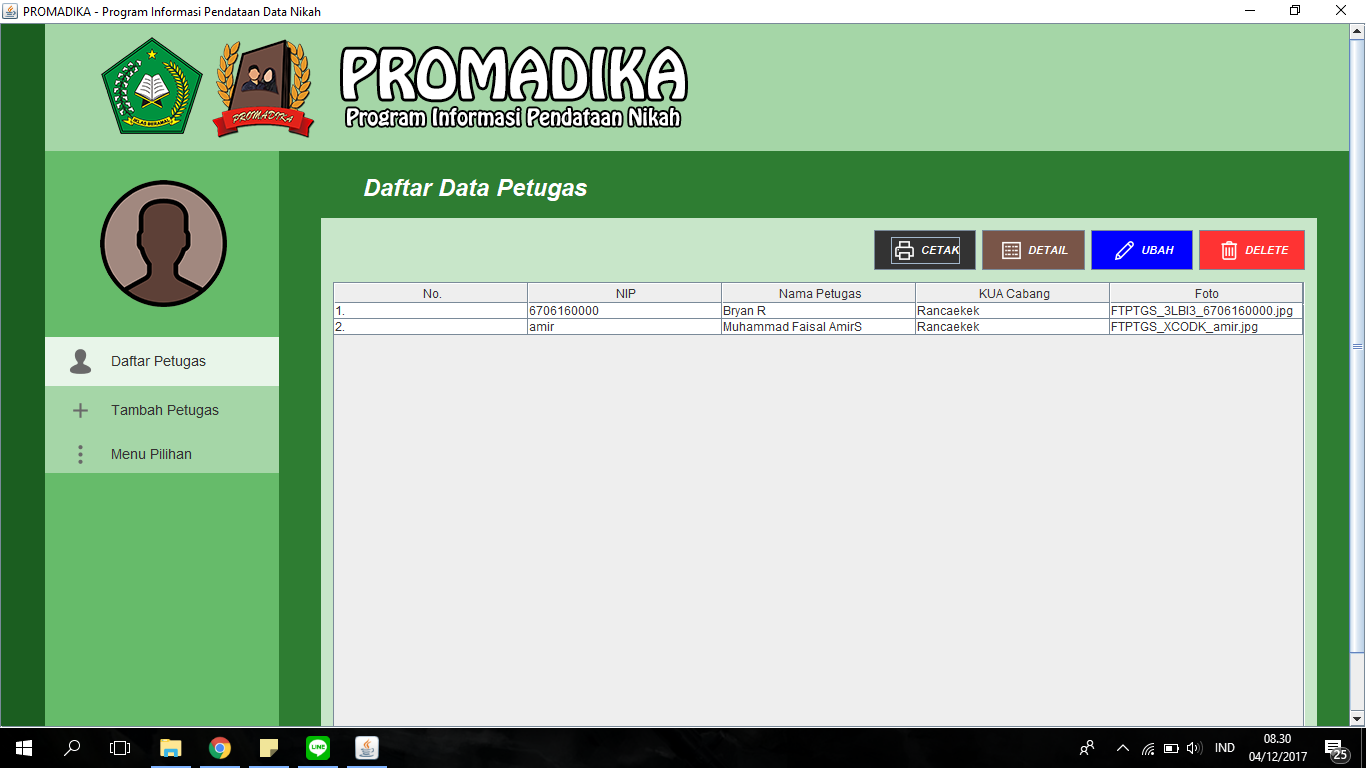 PROMADIKA - Program Informasi Pendataan Data Nikah
PROMADIKA
Program Informasi Pendataan Nikah
IKLAS BERAMAL
PROMADIKA
Daftar Data Petugas
CETAK
DETAIL
UBAH
DELETE
No. NIP Nama Petugas KUA Cabang Foto
1. 6706160000 Bryan R Rancaekek FTPTGS_3LBI3_6706160000.jpg
2. amir Muhammad Faisal AmirS Rancaekek FTPTGS_XCODK_amir.jpg
Daftar Petugas
Tambah Petugas
Menu Pilihan
LINE
IND
08.30
04/12/2017
25